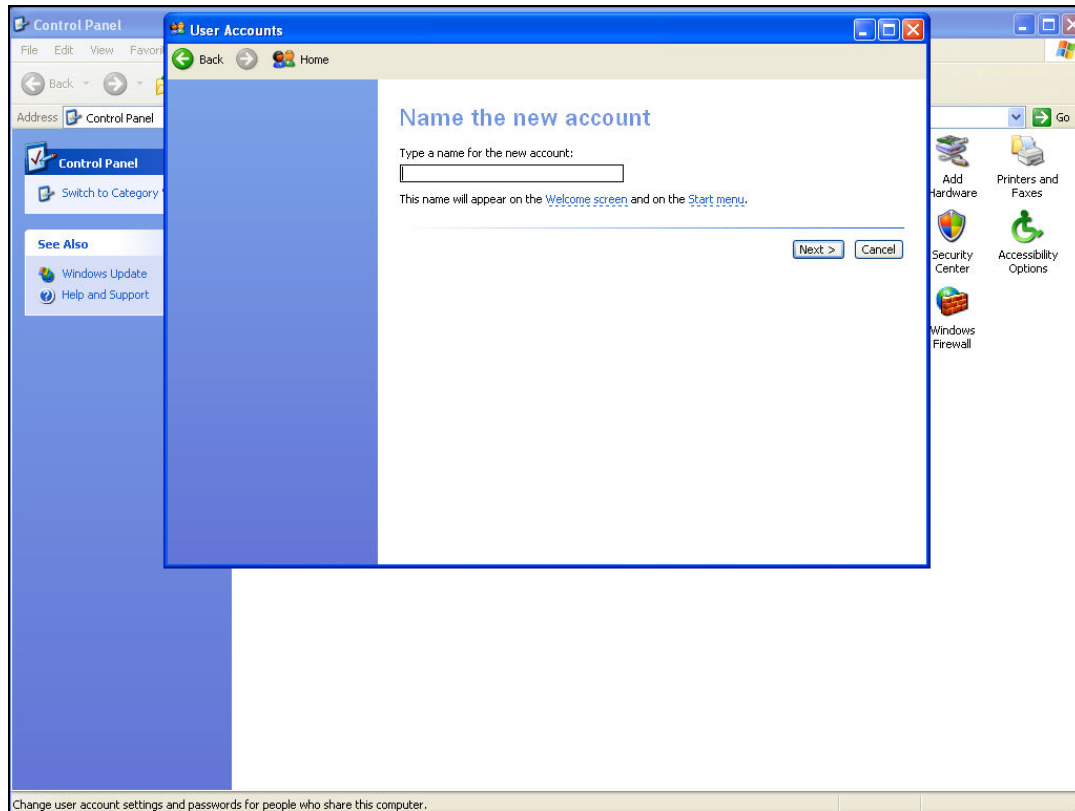 Control Panel
File Edit View Favori
Back
Address Control Panel
Go
Control Panel
Switch to Category
See Also
Windows Update
Help and Support
User Accounts
Back Home
Name the new account
Type a name for the new account:
This name will appear on the Welcome screen and on the Start menu.
Next > Cancel
Add
Hardware
Printers and
Faxes
Security
Center
Accessibility
Options
Windows
Firewall
Change user account settings and passwords for people who share this computer.